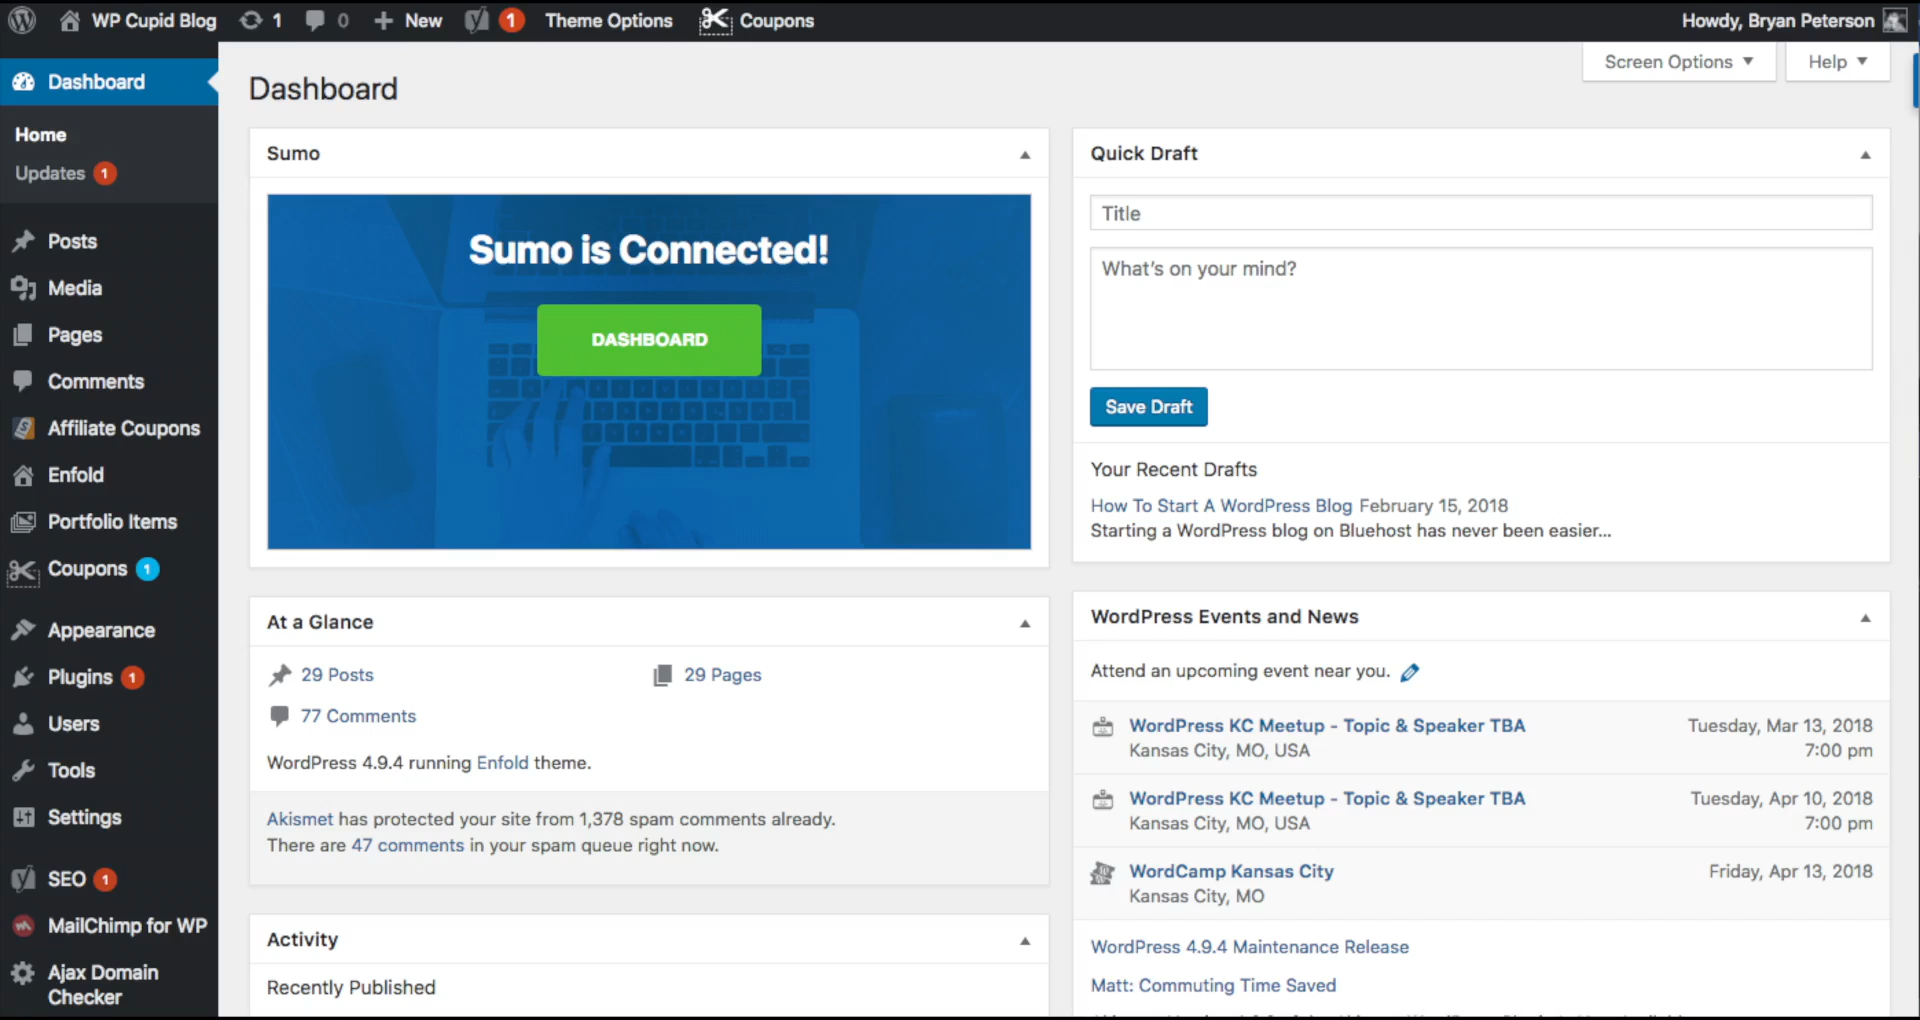 WP Cupid Blog 1 0 New 1 Theme Options Coupons Howdy, Bryan Peterson
Dashboard
Home
Updates 1
Posts
Media
Pages
Comments
Affiliate Coupons
Enfold
Portfolio Items
Coupons 1
Appearance
Plugins 1
Users
Tools
Settings
SEO 1
MailChimp for WP
Ajax Domain
Checker
Screen Options Help
Dashboard
Sumo
Sumo is Connected!
DASHBOARD
At a Glance
29 Posts 29 Pages
77 Comments
WordPress 4.9.4 running Enfold theme.
Akismet has protected your site from 1,378 spam comments already.
There are 47 comments in your spam queue right now.
Activity
Recently Published
Quick Draft
Title
What's on your mind?
Save Draft
Your Recent Drafts
How To Start A WordPress Blog February 15, 2018
Starting a WordPress blog on Bluehost has never been easier…
WordPress Events and News
Attend an upcoming event near you.
WordPress KC Meetup - Topic & Speaker TBA Tuesday, Mar 13, 2018
Kansas City, MO, USA 7:00 pm
WordPress KC Meetup - Topic & Speaker TBA Tuesday, Apr 10, 2018
Kansas City, MO, USA 7:00 pm
WordCamp Kansas City Friday, Apr 13, 2018
Kansas City, MO
WordPress 4.9.4 Maintenance Release
Matt: Commuting Time Saved